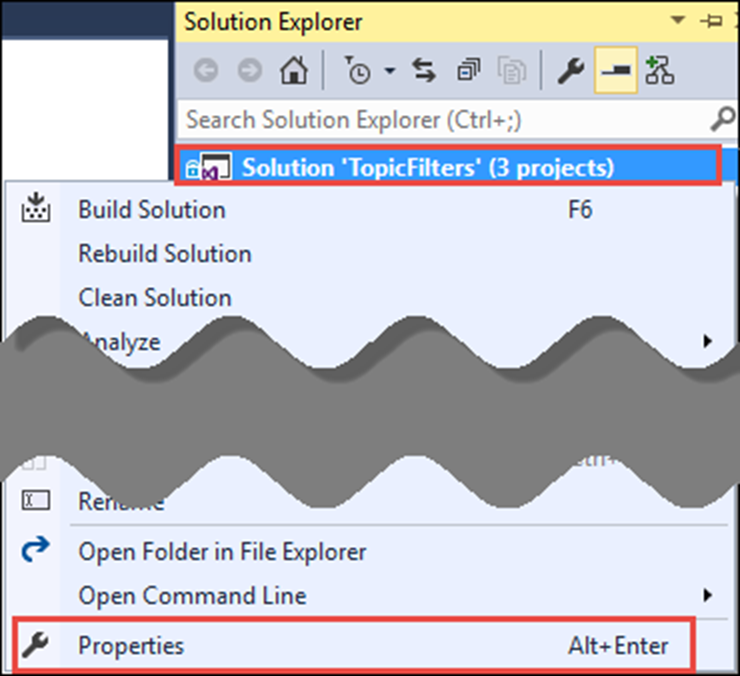 Solution Explorer
Search Solution Explorer (Ctrl+;)
Solution 'TopicFilters' (3 projects)
Build Solution F6
Rebuild Solution
Clean Solution
Analyze
Rename
Open Folder in File Explorer
Open Command Line
Properties Alt+Enter